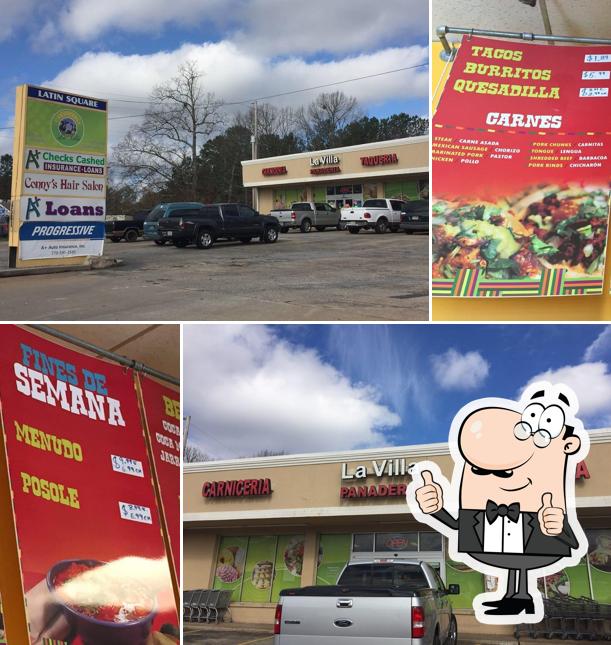 LATIN SQUARE
A+ Checks Cashed
INSURANCE-LOANS
Conny's Hair Salon
A+ Loans
PROGRESSIVE
A+ Auto Insurance, Inc.
CARNICERIA La Villa TAQUERIA
PANADERIA
TACOS
BURRITOS
QUESADILLA
CARNES
STEAK CARNE ASADA
MEXICAN SAUSAGE CHORIZO
MARINATED PORK PASTOR
CHICKEN POLLO
PORK CHUNKS CARNITAS
TONGUE LENGUA
SHREDDED BEEF BARBACOA
PORK RINDS CHICHARÓN
FINES DE
SEMANA
MENUDO
POSOLE
CARNICERIA La Villa
PANADER A